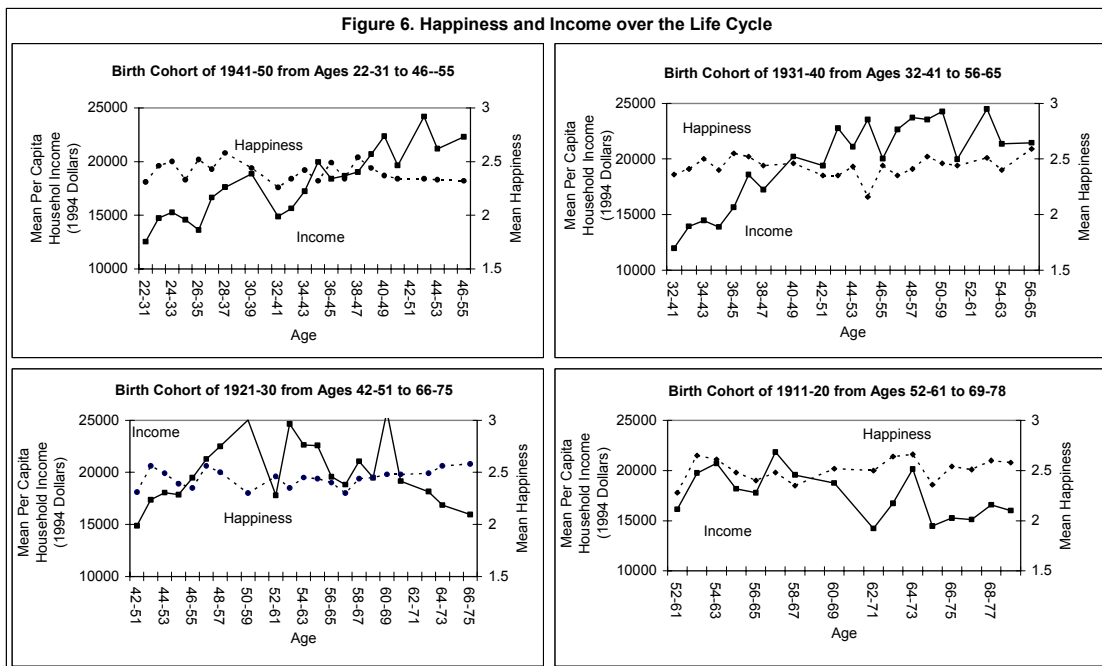 Figure 6. Happiness and Income over the Life Cycle
Birth Cohort of 1941-50 from Ages 22-31 to 46--55
Mean Per Capita
Household Income
(1994 Dollars)
25000
20000
15000
10000
Happiness
Income
3
2.5
2
1.5
Mean Happiness
22-31
24-33
26-35
28-37
30-39
32-41
34-43
36-45
38-47
40-49
42-51
44-53
46-55
Age
Birth Cohort of 1931-40 from Ages 32-41 to 56-65
Mean Per Capita
Household Income
(1994 Dollars)
25000
20000
15000
10000
Happiness
Income
3
2.5
2
1.5
Mean Happiness
32-41
34-43
36-45
38-47
40-49
42-51
44-53
46-55
48-57
50-59
52-61
54-63
56-65
Age
Birth Cohort of 1921-30 from Ages 42-51 to 66-75
Mean Per Capita
Household Income
(1994 Dollars)
25000
20000
15000
10000
Income
Happiness
3
2.5
2
1.5
Mean Happiness
42-51
44-53
46-55
48-57
50-59
52-61
54-63
56-65
58-67
60-69
62-71
64-73
66-75
Age
Birth Cohort of 1911-20 from Ages 52-61 to 69-78
Mean Per Capita
Household Income
(1994 Dollars)
25000
20000
15000
10000
Happiness
Income
3
2.5
2
1.5
Mean Happiness
52-61
54-63
56-65
58-67
60-69
62-71
64-73
66-75
68-77
Age